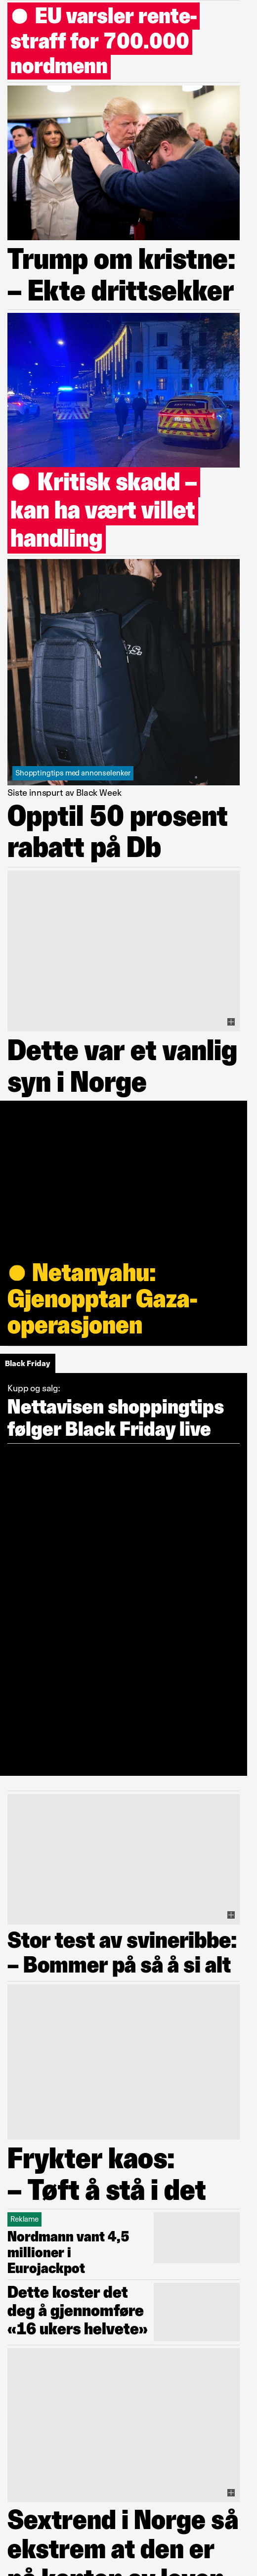 EU varsler rente-
straff for 700.000
nordmenn
Trump om kristne:
– Ekte drittsekker
Kritisk skadd –
kan ha vært villet
handling
Shopptingtips med annonselenker
Siste innspurt av Black Week
Opptil 50 prosent
rabatt på Db
Dette var et vanlig
syn i Norge
Netanyahu:
Gjenopptar Gaza-
operasjonen
Black Friday
Kupp og salg:
Nettavisen shoppingtips
følger Black Friday live
Stor test av svineribbe:
– Bommer på så å si alt
Frykter kaos:
– Tøft å stå i det
Reklame
Nordmann vant 4,5
millioner i
Eurojackpot
Dette koster det
deg å gjennomføre
«16 ukers helvete»
Sextrend i Norge så
ekstrem at den er